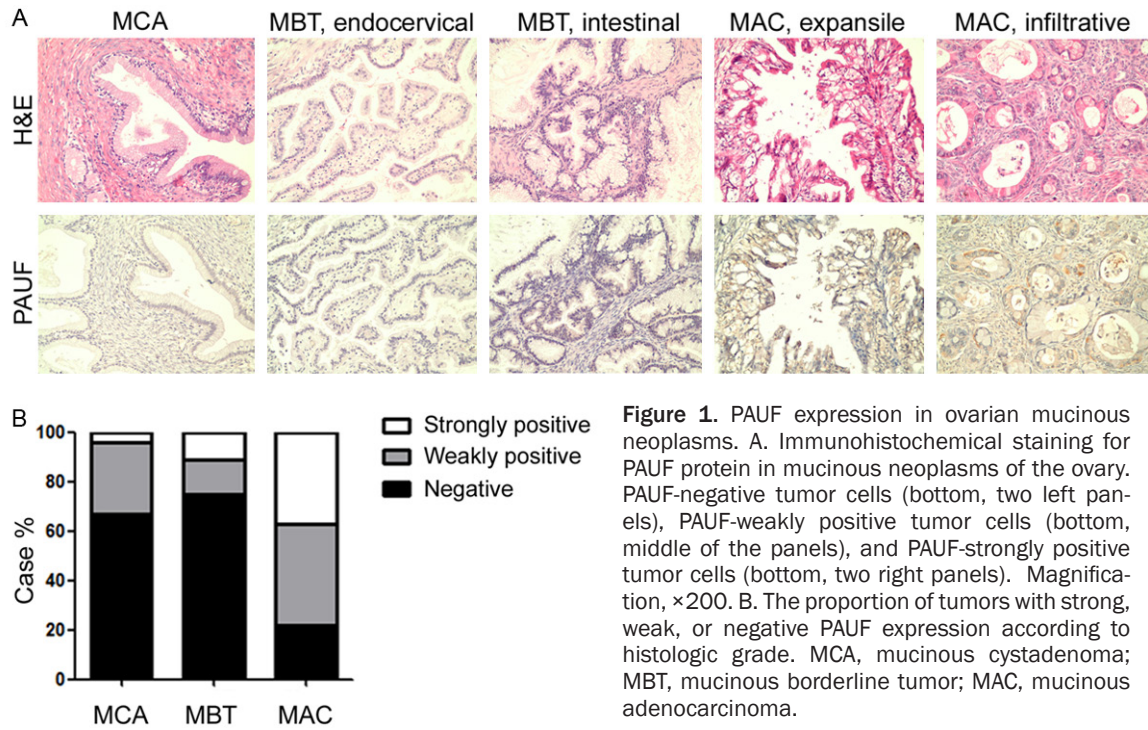 A
MCA
MBT, endocervical
MBT, intestinal
MAC, expansile
MAC, infiltrative
H&E
PAUF
B
100
80
60
40
20
0
Case %
MCA
MBT
MAC
Strongly positive
Weakly positive
Negative
Figure 1. PAUF expression in ovarian mucinous
neoplasms. A. Immunohistochemical staining for
PAUF protein in mucinous neoplasms of the ovary.
PAUF-negative tumor cells (bottom, two left pan-
els), PAUF-weakly positive tumor cells (bottom,
middle of the panels), and PAUF-strongly positive
tumor cells (bottom, two right panels). Magnifica-
tion, ×200. B. The proportion of tumors with strong,
weak, or negative PAUF expression according to
histologic grade. MCA, mucinous cystadenoma;
MBT, mucinous borderline tumor; MAC, mucinous
adenocarcinoma.